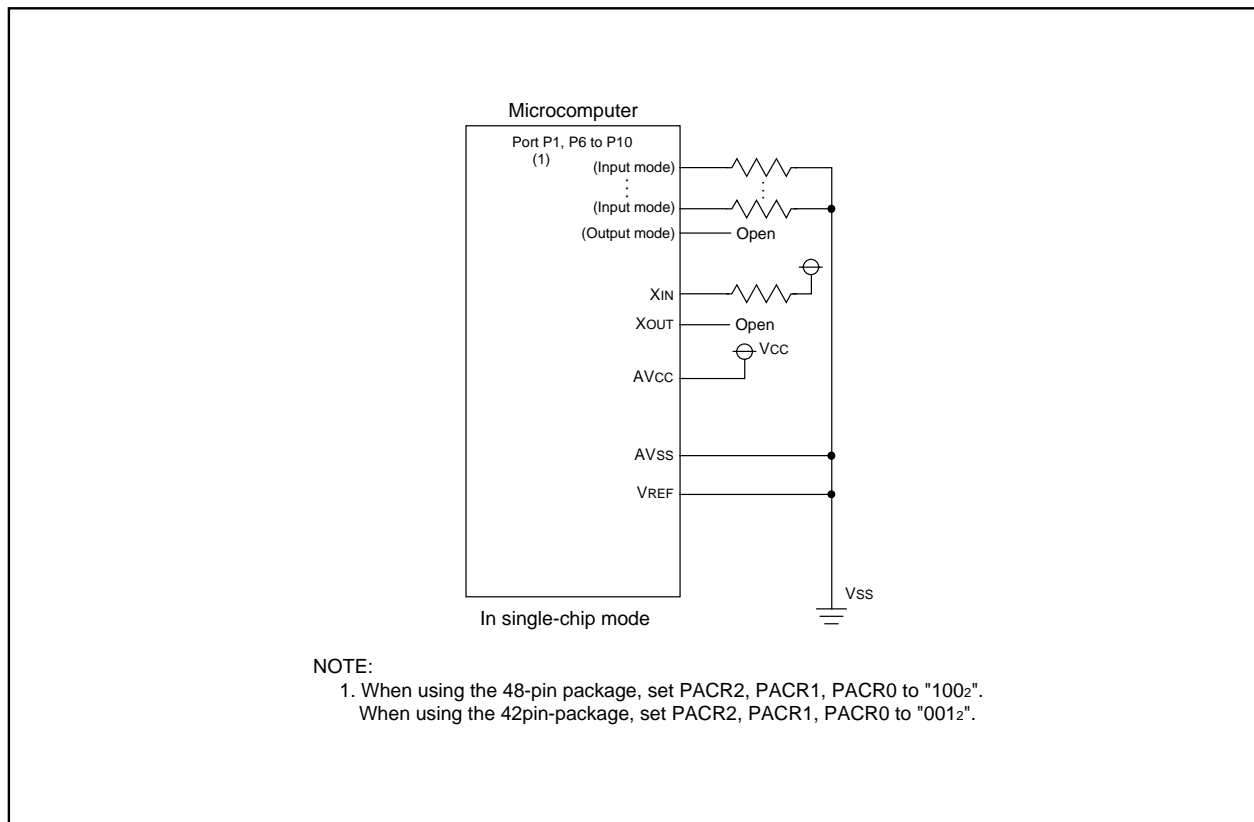 Microcomputer
Port P1, P6 to P10
(1)
(Input mode)
(Input mode)
(Output mode)
Open
XIN
XOUT
Open
VCC
AVCC
AVSS
VREF
VSS
In single-chip mode
NOTE:
1. When using the 48-pin package, set PACR2, PACR1, PACR0 to "100₂".
When using the 42pin-package, set PACR2, PACR1, PACR0 to "001₂".